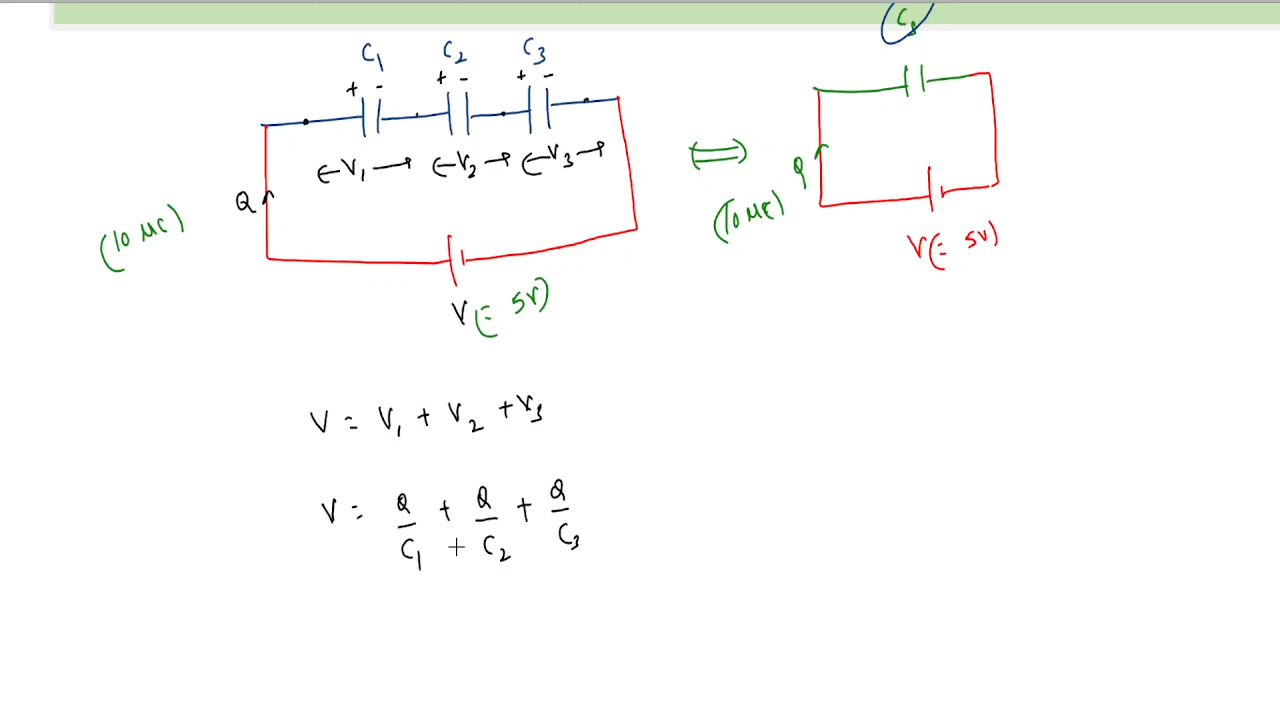 C₁ C₂ C₃
+ - + - + -
V₁ V₂ V₃
Q
(10 μC)
V (= 5V)
Cₛ
Q
(10 μC)
V (= 5V)
V = V₁ + V₂ + V₃
V = Q/C₁ + Q/C₂ + Q/C₃